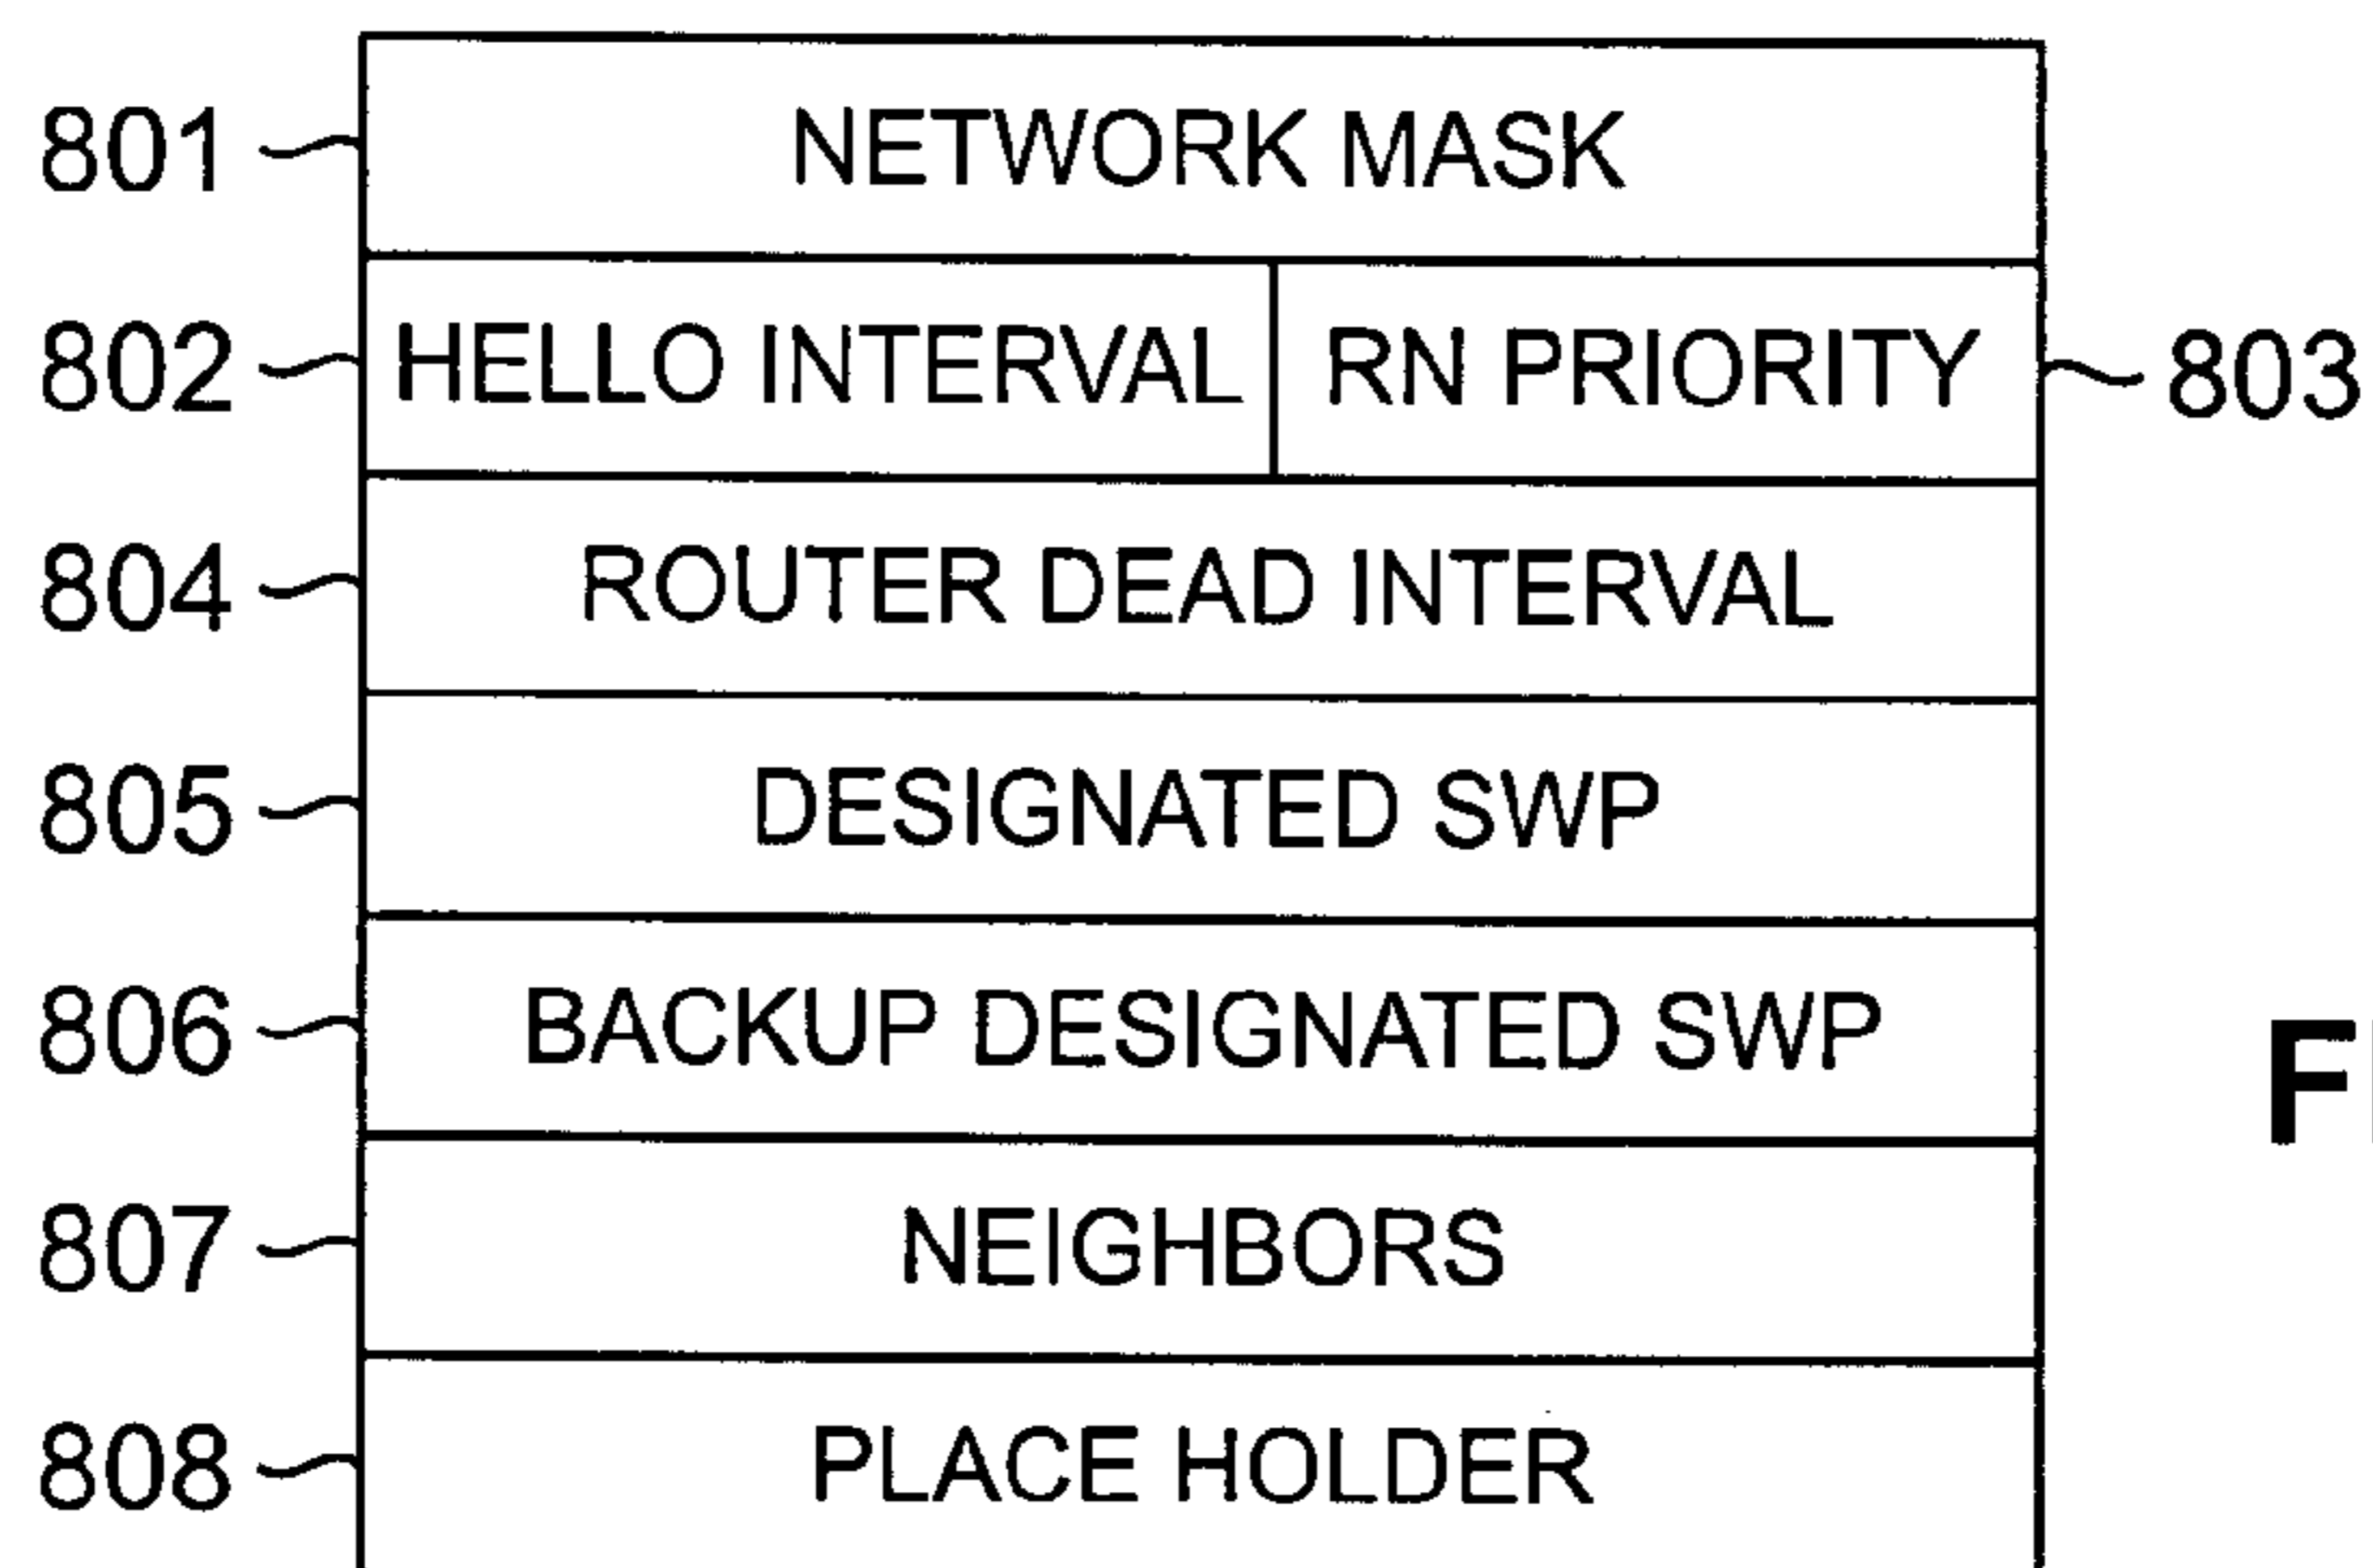 801 NETWORK MASK
802 HELLO INTERVAL RN PRIORITY 803
804 ROUTER DEAD INTERVAL
805 DESIGNATED SWP
806 BACKUP DESIGNATED SWP
807 NEIGHBORS
808 PLACE HOLDER